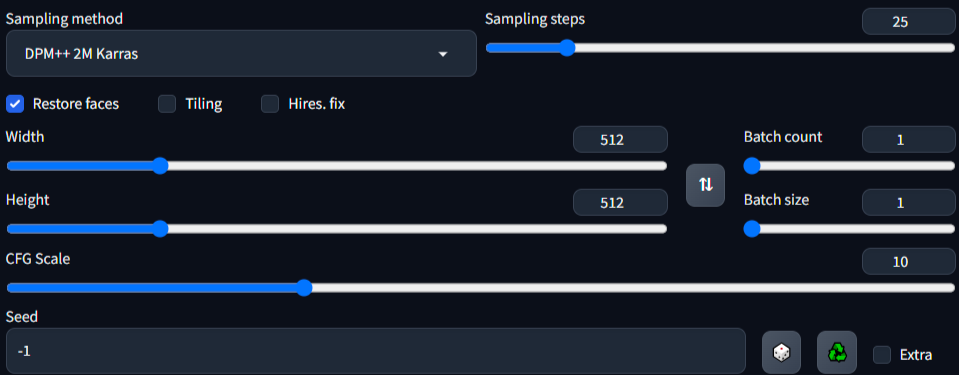 Sampling method
Sampling steps
25
DPM++ 2M Karras
Restore faces
Tiling
Hires. fix
Width
512
Batch count
1
Height
512
Batch size
1
CFG Scale
10
Seed
-1
Extra